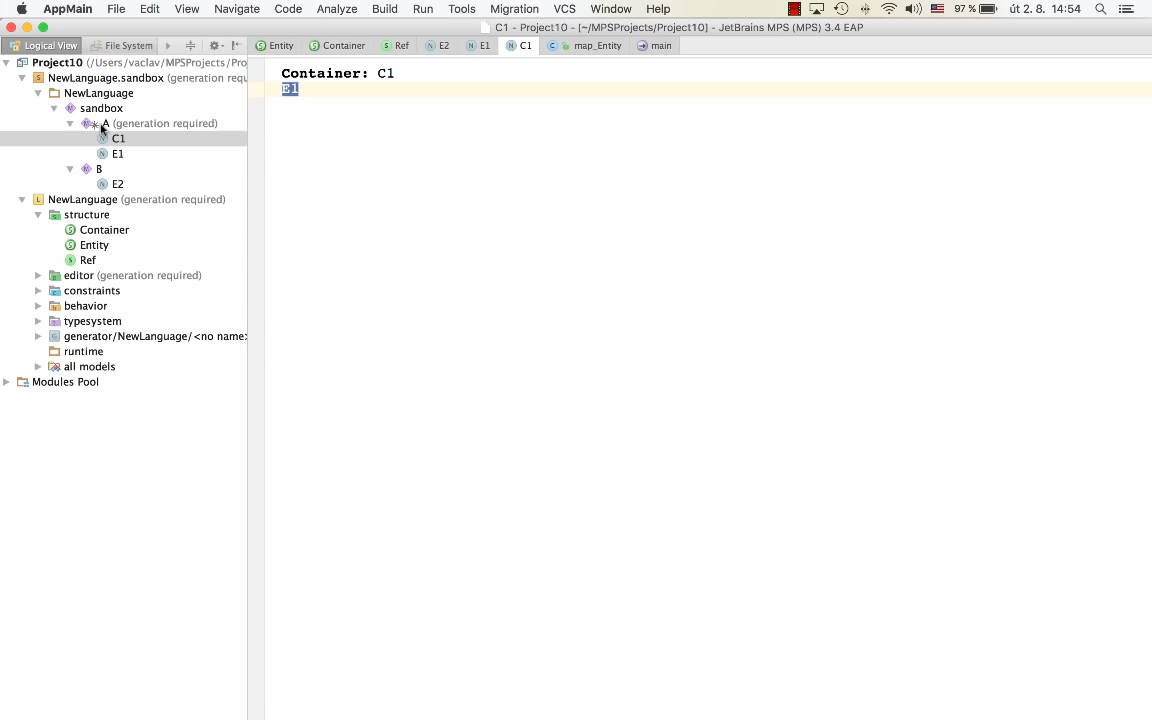 AppMain File Edit View Navigate Code Analyze Build Run Tools Migration VCS Window Help 97 % út 2. 8. 14:54
C1 - Project10 - [~/MPSProjects/Project10] - JetBrains MPS (MPS) 3.4 EAP
Logical View File System Entity Container Ref E2 E1 C1 map_Entity main
Project10 (/Users/vaclav/MPSProjects/Pro
NewLanguage.sandbox (generation requ
NewLanguage
sandbox
A (generation required)
C1
E1
B
E2
NewLanguage (generation required)
structure
Container
Entity
Ref
editor (generation required)
constraints
behavior
typesystem
generator/NewLanguage/<no name>
runtime
all models
Modules Pool
Container: C1
E1